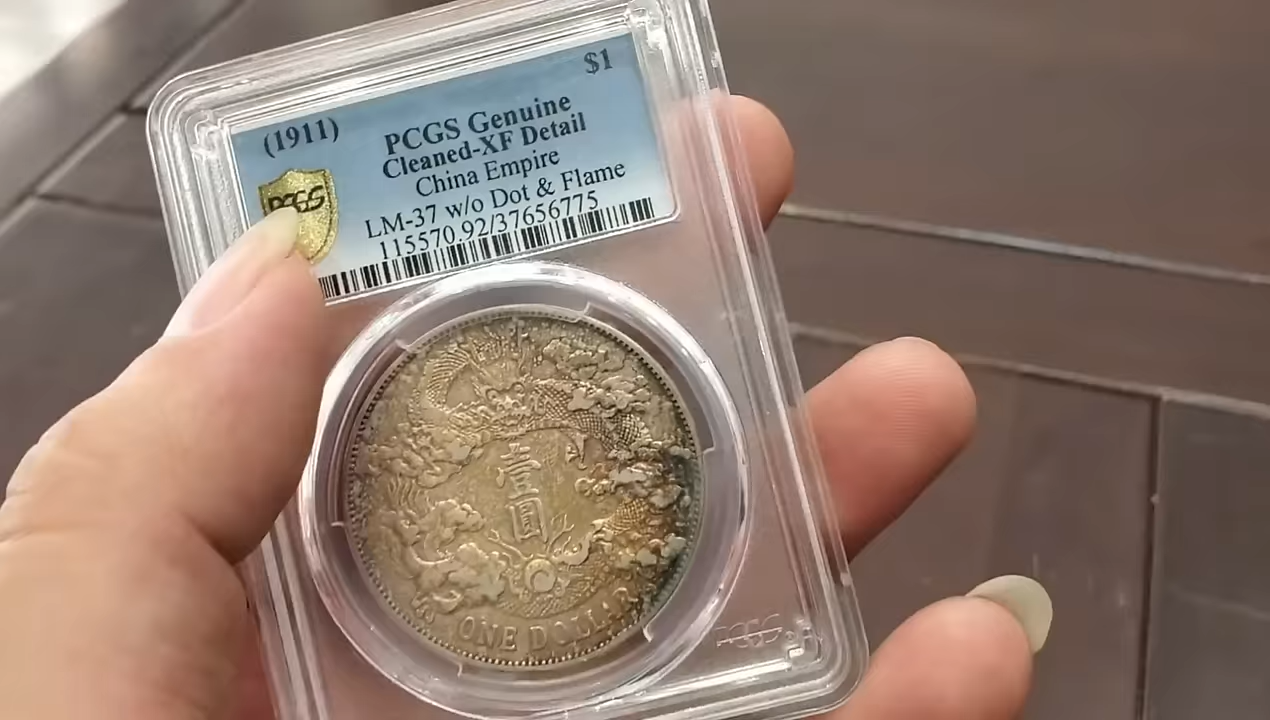 (1911)
$1
PCGS Genuine
Cleaned-XF Detail
China Empire
LM-37 w/o Dot & Flame
115570.92/37656775
PCGS
壹圓
ONE DOLLAR
PCGS